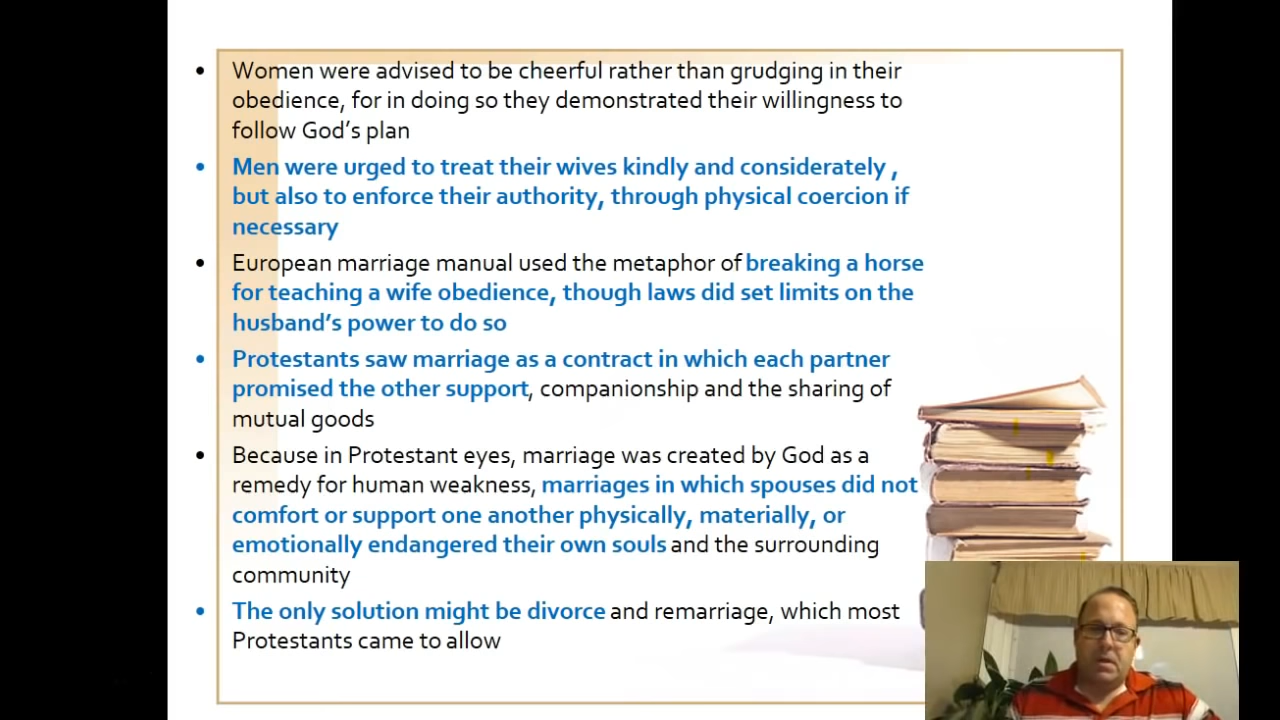 • Women were advised to be cheerful rather than grudging in their
obedience, for in doing so they demonstrated their willingness to
follow God's plan
• Men were urged to treat their wives kindly and considerately ,
but also to enforce their authority, through physical coercion if
necessary
• European marriage manual used the metaphor of breaking a horse
for teaching a wife obedience, though laws did set limits on the
husband's power to do so
• Protestants saw marriage as a contract in which each partner
promised the other support, companionship and the sharing of
mutual goods
• Because in Protestant eyes, marriage was created by God as a
remedy for human weakness, marriages in which spouses did not
comfort or support one another physically, materially, or
emotionally endangered their own souls and the surrounding
community
• The only solution might be divorce and remarriage, which most
Protestants came to allow